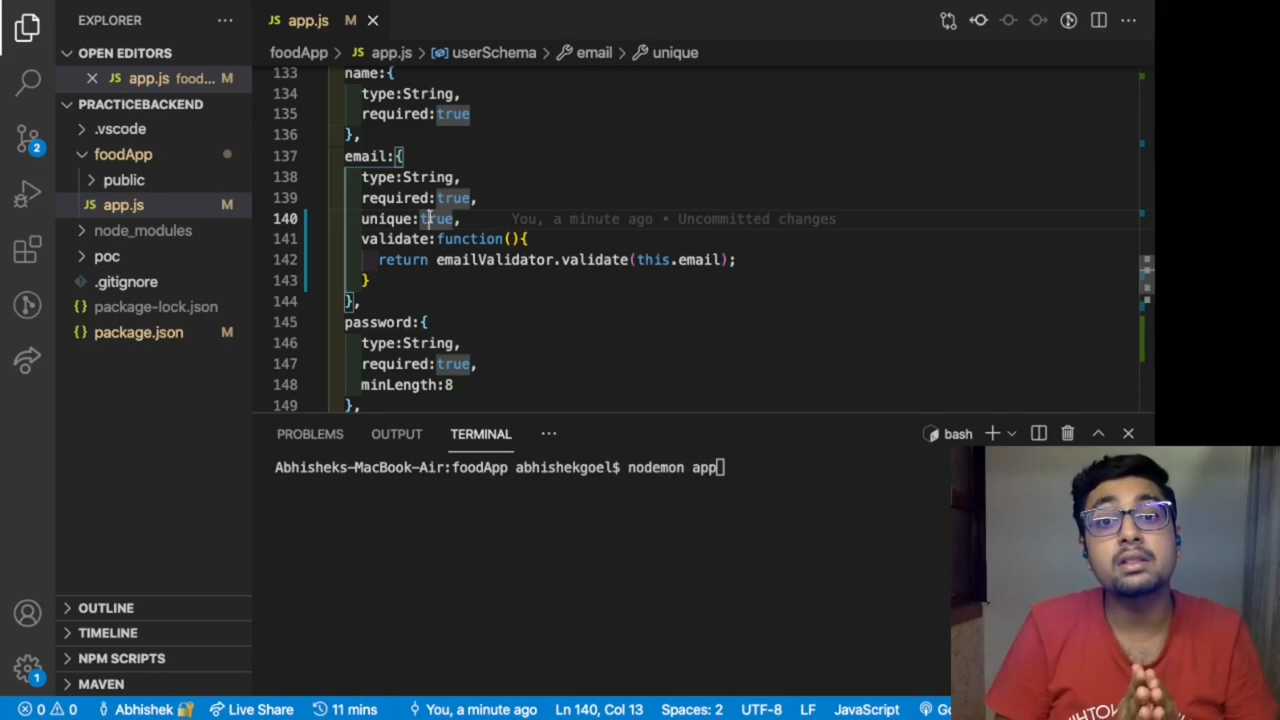 EXPLORER
OPEN EDITORS
JS app.js food... M
PRACTICEBACKEND
.vscode
foodApp
public
JS app.js
node_modules
poc
.gitignore
{} package-lock.json
{} package.json M
OUTLINE
TIMELINE
NPM SCRIPTS
MAVEN
2
1
JS app.js M
foodApp > JS app.js > userSchema > email > unique
133 name:{
134 type:String,
135 required:true
136 },
137 email:{
138 type:String,
139 required:true,
140 unique:true, You, a minute ago • Uncommitted changes
141 validate:function(){
142 return emailValidator.validate(this.email);
143 }
144 },
145 password:{
146 type:String,
147 required:true,
148 minLength:8
149 },
PROBLEMS OUTPUT TERMINAL bash
Abhisheks-MacBook-Air:foodApp abhishekgoel$ nodemon app
0 0 Abhishek Live Share 11 mins You, a minute ago Ln 140, Col 13 Spaces: 2 UTF-8 LF JavaScript